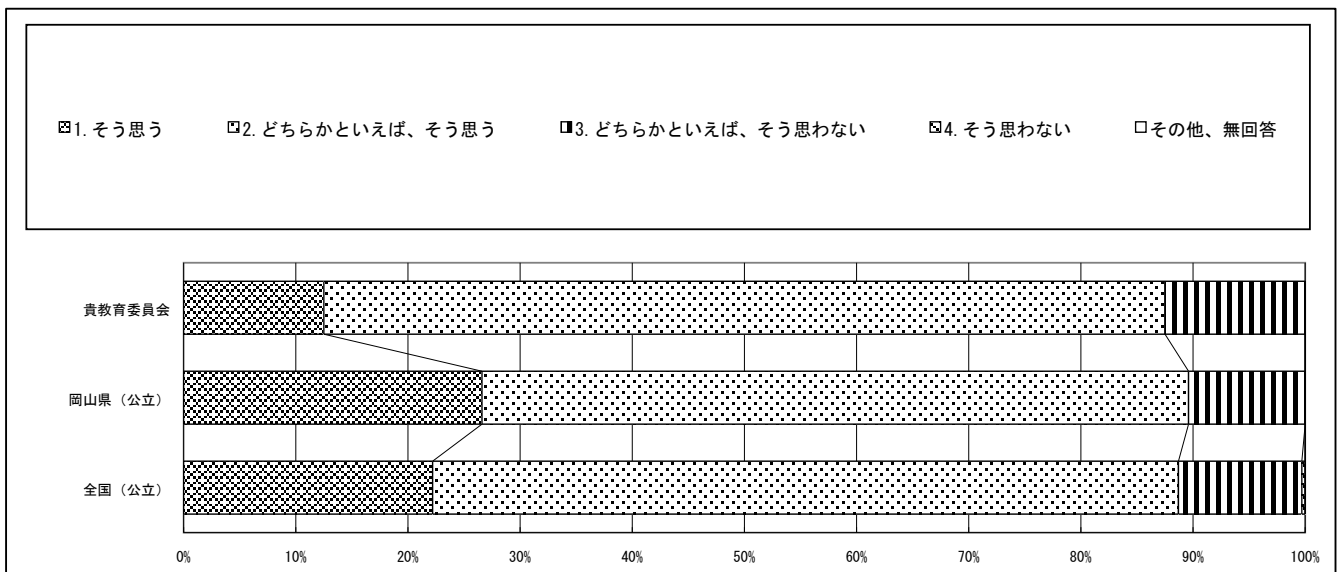 1. そう思う 2. どちらかといえば、そう思う 3. どちらかといえば、そう思わない 4. そう思わない その他、無回答
貴教育委員会
岡山県（公立）
全国（公立）
0% 10% 20% 30% 40% 50% 60% 70% 80% 90% 100%